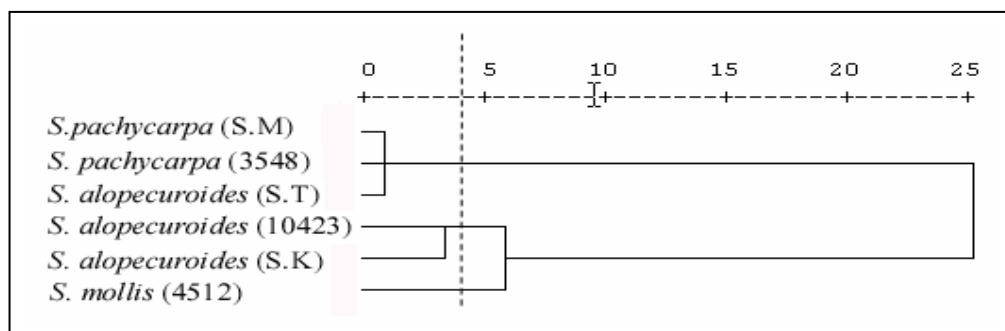 0 5 10 15 20 25
S.pachycarpa (S.M)
S. pachycarpa (3548)
S. alopecuroides (S.T)
S. alopecuroides (10423)
S. alopecuroides (S.K)
S. mollis (4512)